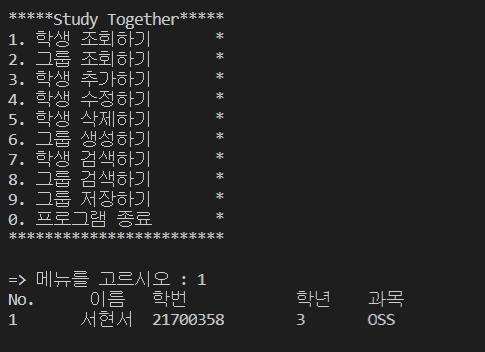 *****Study Together*****
1. 학생 조회하기       *
2. 그룹 조회하기       *
3. 학생 추가하기       *
4. 학생 수정하기       *
5. 학생 삭제하기       *
6. 그룹 생성하기       *
7. 학생 검색하기       *
8. 그룹 검색하기       *
9. 그룹 저장하기       *
0. 프로그램 종료       *
************************
=> 메뉴를 고르시오 : 1
No.      이름   학번            학년    과목
1       서현서  21700358        3       OSS